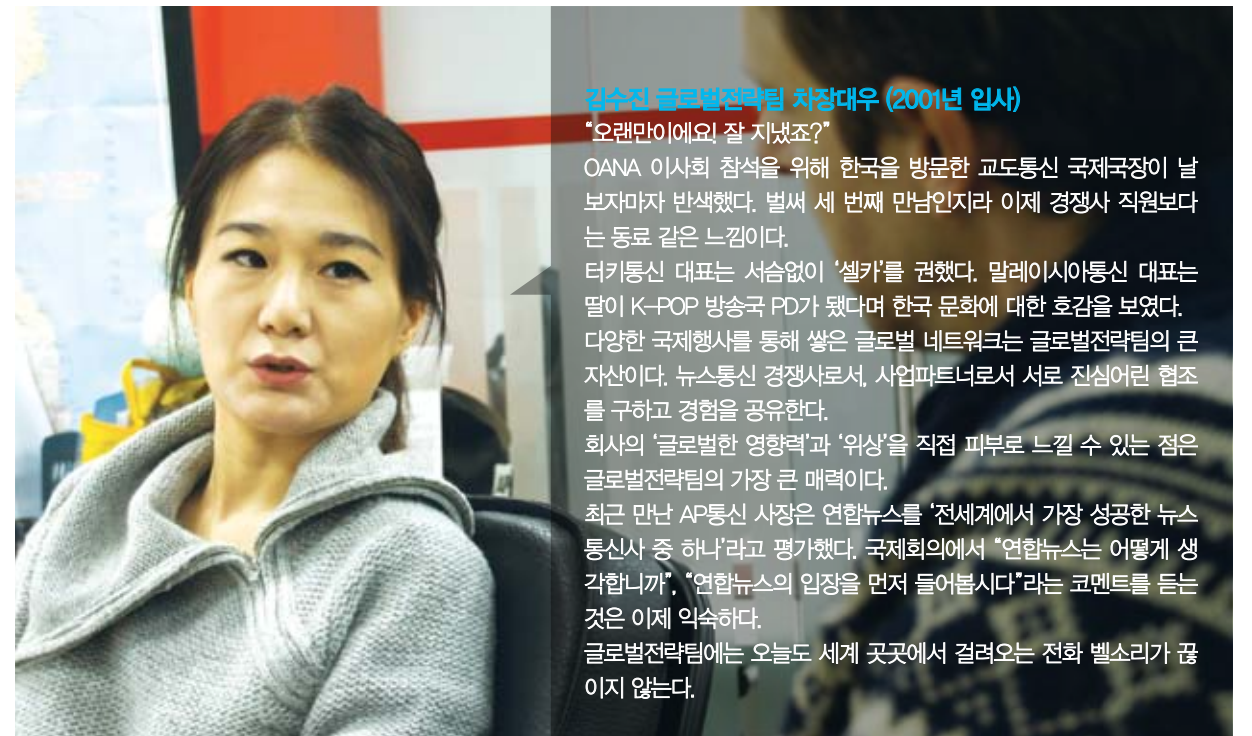 김수진 글로벌전략팀 차장대우 (2001년 입사)
“오랜만이에요! 잘 지냈죠?”
OANA 이사회 참석을 위해 한국을 방문한 교도통신 국제국장이 날
보자마자 반색했다. 벌써 세 번째 만남인지라 이제 경쟁사 직원보다
는 동료 같은 느낌이다.
터키통신 대표는 서슴없이 ‘셀카’를 권했다. 말레이시아통신 대표는
딸이 K-POP 방송국 PD가 됐다며 한국 문화에 대한 호감을 보였다.
다양한 국제행사를 통해 쌓은 글로벌 네트워크는 글로벌전략팀의 큰
자산이다. 뉴스통신 경쟁사로서, 사업파트너로서 서로 진심어린 협조
를 구하고 경험을 공유한다.
회사의 ‘글로벌한 영향력’과 ‘위상’을 직접 피부로 느낄 수 있는 점은
글로벌전략팀의 가장 큰 매력이다.
최근 만난 AP통신 사장은 연합뉴스를 ‘전세계에서 가장 성공한 뉴스
통신사 중 하나’라고 평가했다. 국제회의에서 “연합뉴스는 어떻게 생
각합니까”, “연합뉴스의 입장을 먼저 들어봅시다”라는 코멘트를 듣는
것은 이제 익숙하다.
글로벌전략팀에는 오늘도 세계 곳곳에서 걸려오는 전화 벨소리가 끊
이지 않는다.